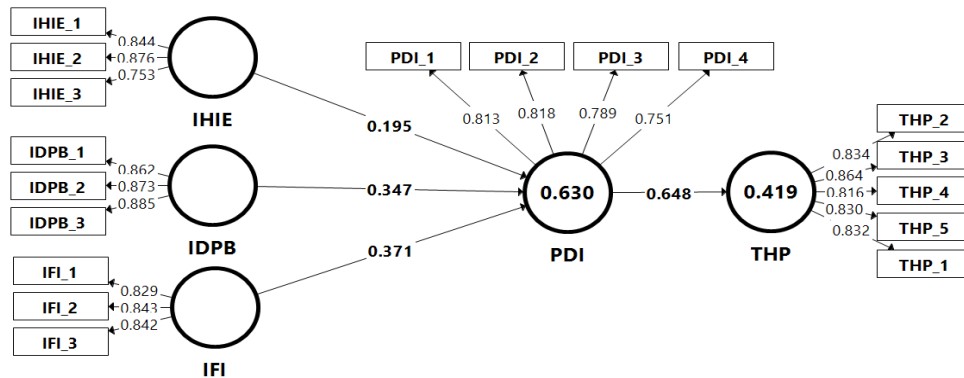 IHIE_1
IHIE_2
IHIE_3
0.844
0.876
0.753
IHIE
IDPB_1
IDPB_2
IDPB_3
0.862
0.873
0.885
IDPB
IFI_1
IFI_2
IFI_3
0.829
0.843
0.842
IFI
0.195
0.347
0.371
PDI_1
PDI_2
PDI_3
PDI_4
0.813
0.818
0.789
0.751
0.630
PDI
0.648
0.419
THP
0.834
0.864
0.816
0.830
0.832
THP_2
THP_3
THP_4
THP_5
THP_1